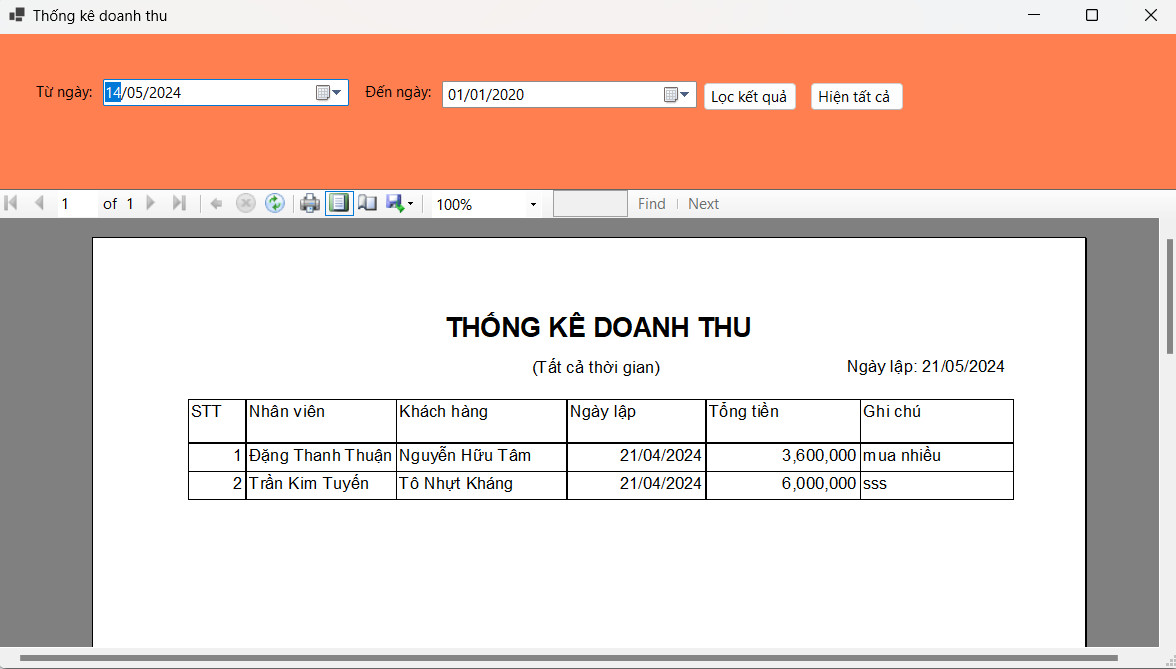 Thống kê doanh thu
Từ ngày: 14/05/2024 Đến ngày: 01/01/2020 Lọc kết quả Hiện tất cả
1 of 1 100% Find Next
THỐNG KÊ DOANH THU
(Tất cả thời gian) Ngày lập: 21/05/2024
STT Nhân viên Khách hàng Ngày lập Tổng tiền Ghi chú
1 Đặng Thanh Thuận Nguyễn Hữu Tâm 21/04/2024 3,600,000 mua nhiều
2 Trần Kim Tuyến Tô Nhựt Kháng 21/04/2024 6,000,000 sss